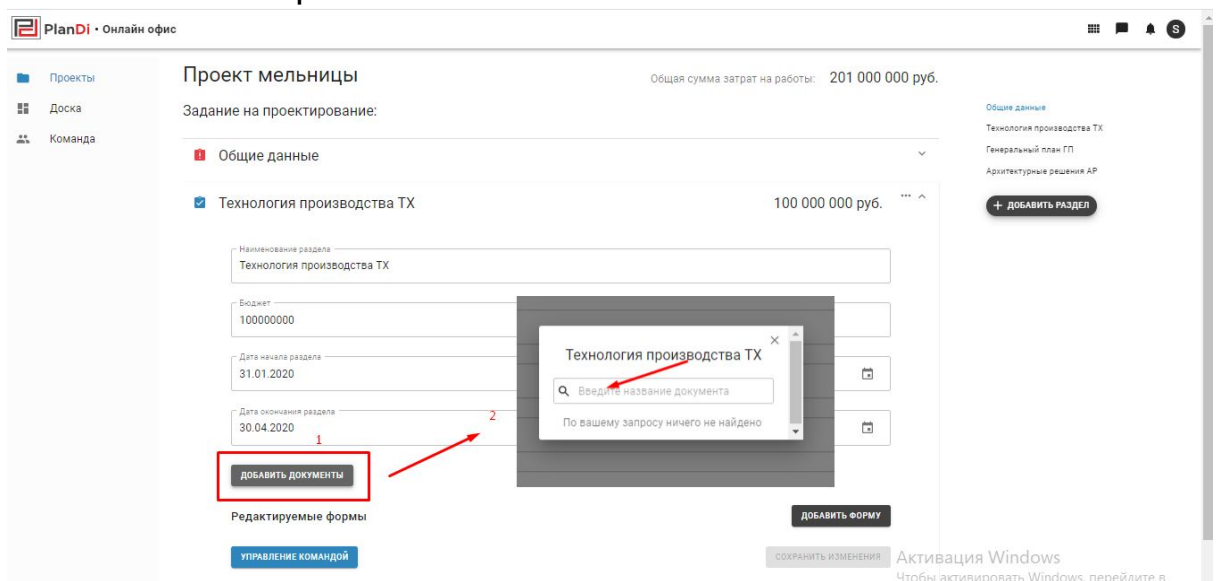 PlanDi • Онлайн офис
S
Проекты
Доска
Команда
Проект мельницы
Общая сумма затрат на работы: 201 000 000 руб.
Задание на проектирование:
Общие данные
Технология производства ТХ
100 000 000 руб.
Наименование раздела
Технология производства ТХ
Бюджет
100000000
Дата начала раздела
31.01.2020
Дата окончания раздела
30.04.2020
1
2
ДОБАВИТЬ ДОКУМЕНТЫ
Технология производства ТХ
Введите название документа
По вашему запросу ничего не найдено
Редактируемые формы
ДОБАВИТЬ ФОРМУ
УПРАВЛЕНИЕ КОМАНДОЙ
СОХРАНИТЬ ИЗМЕНЕНИЯ
Общие данные
Технология производства ТХ
Генеральный план ГП
Архитектурные решения АР
+ ДОБАВИТЬ РАЗДЕЛ
Активация Windows
Чтобы активировать Windows, перейдите в